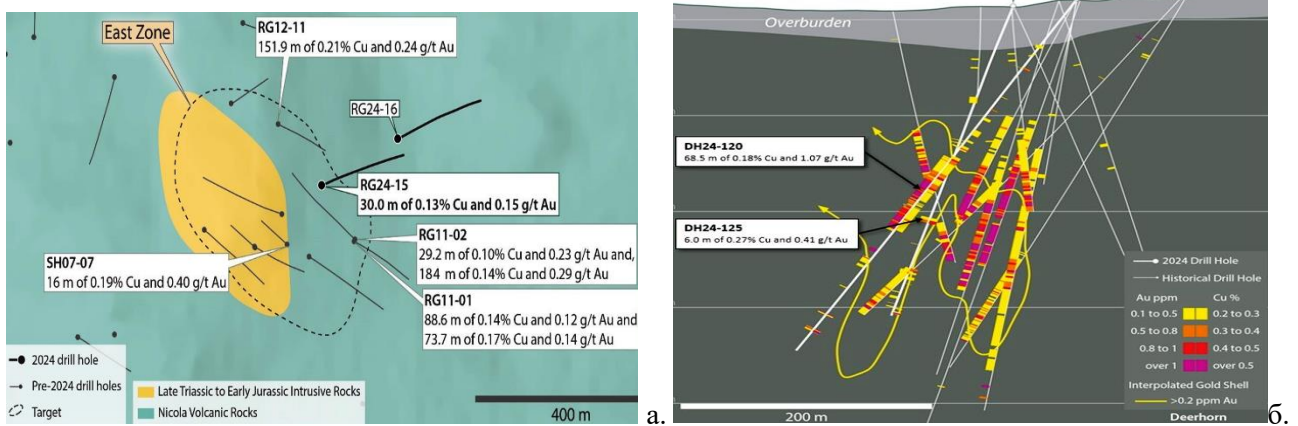 East Zone
RG12-11
151.9 m of 0.21% Cu and 0.24 g/t Au
RG24-16
RG24-15
30.0 m of 0.13% Cu and 0.15 g/t Au
RG11-02
29.2 m of 0.10% Cu and 0.23 g/t Au and,
184 m of 0.14% Cu and 0.29 g/t Au
SH07-07
16 m of 0.19% Cu and 0.40 g/t Au
RG11-01
88.6 m of 0.14% Cu and 0.12 g/t Au and
73.7 m of 0.17% Cu and 0.14 g/t Au
2024 drill hole
Pre-2024 drill holes
Target
Late Triassic to Early Jurassic Intrusive Rocks
Nicola Volcanic Rocks
400 m
а.
Overburden
DH24-120
68.5 m of 0.18% Cu and 1.07 g/t Au
DH24-125
6.0 m of 0.27% Cu and 0.41 g/t Au
2024 Drill Hole
Historical Drill Hole
Au ppm Cu %
0.1 to 0.5 0.2 to 0.3
0.5 to 0.8 0.3 to 0.4
0.8 to 1 0.4 to 0.5
over 1 over 0.5
Interpolated Gold Shell
>0.2 ppm Au
200 m
Deerhorn
б.